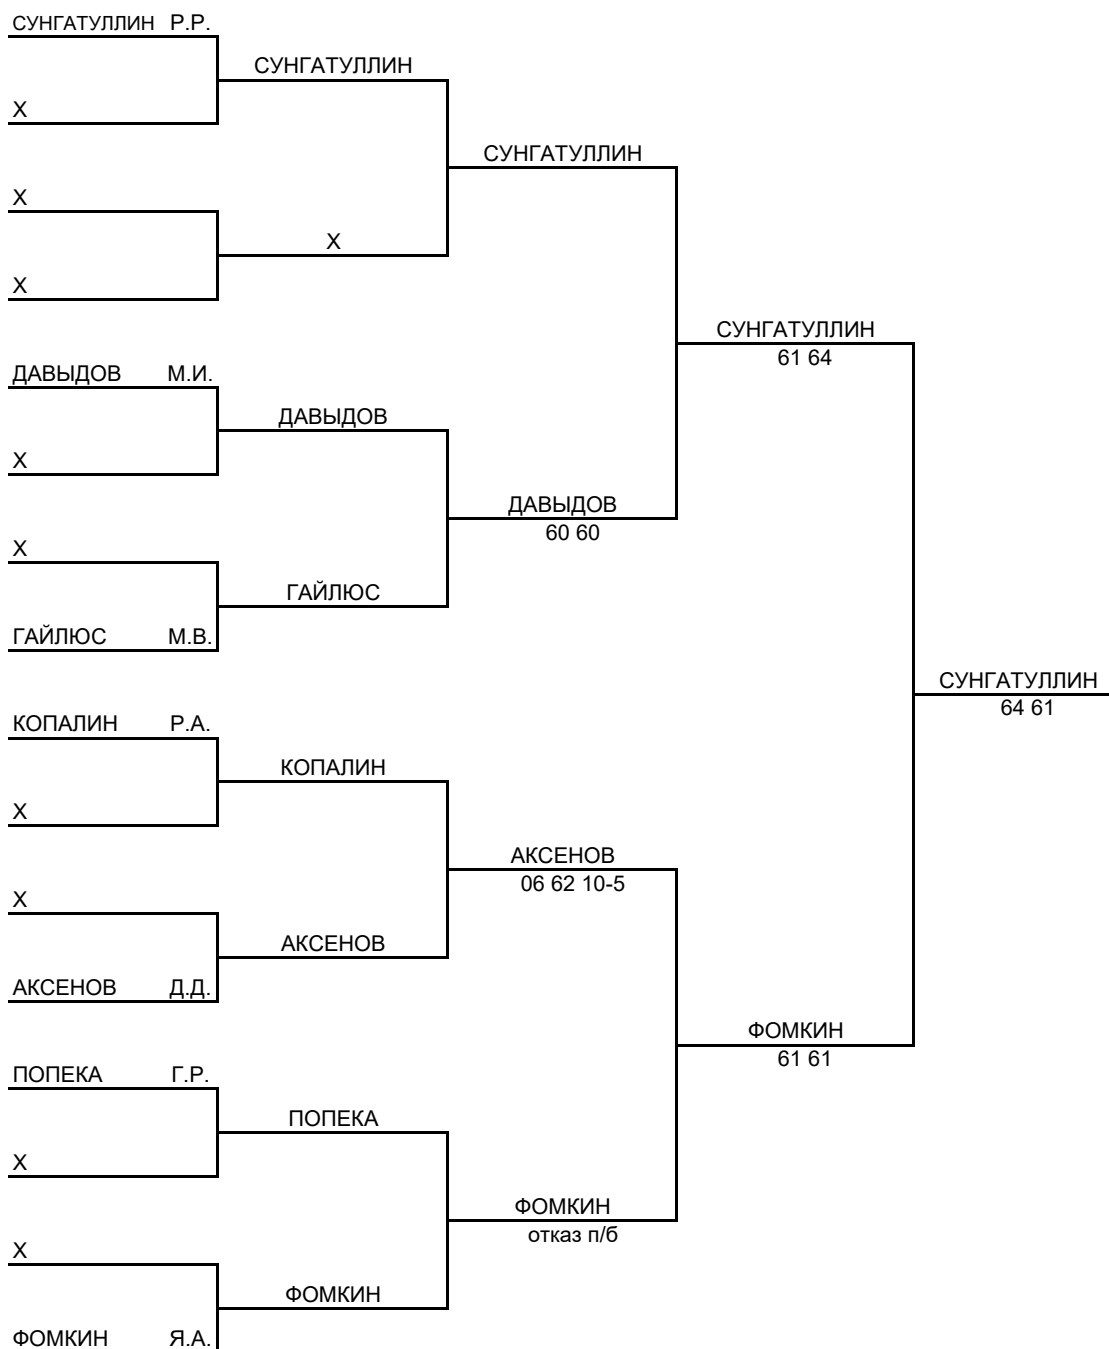 СУНГАТУЛЛИН Р.Р.
СУНГАТУЛЛИН
X
СУНГАТУЛЛИН
X
X
X
СУНГАТУЛЛИН
61 64
ДАВЫДОВ М.И.
ДАВЫДОВ
X
ДАВЫДОВ
60 60
X
ГАЙЛЮС
ГАЙЛЮС М.В.
СУНГАТУЛЛИН
64 61
КОПАЛИН Р.А.
КОПАЛИН
X
АКСЕНОВ
06 62 10-5
X
АКСЕНОВ
АКСЕНОВ Д.Д.
ФОМКИН
61 61
ПОПЕКА Г.Р.
ПОПЕКА
X
ФОМКИН
отказ п/б
X
ФОМКИН
ФОМКИН Я.А.